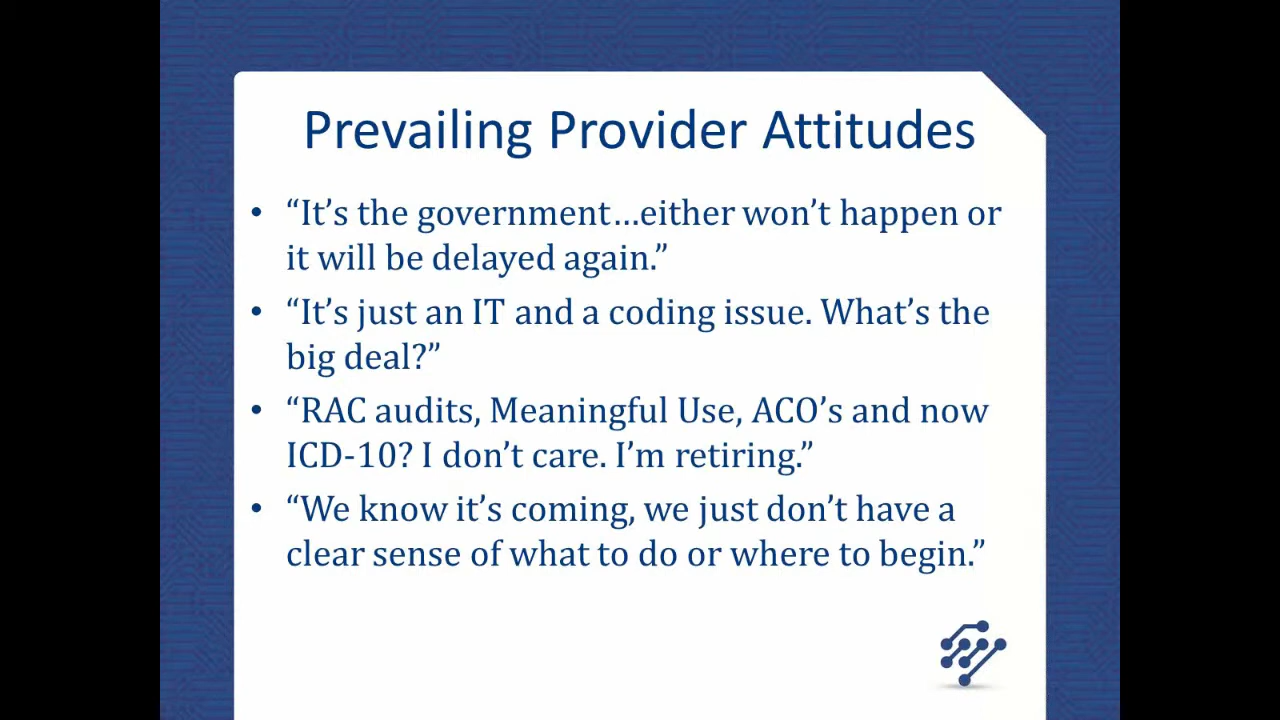 Prevailing Provider Attitudes
• “It’s the government…either won’t happen or
it will be delayed again.”
• “It’s just an IT and a coding issue. What’s the
big deal?”
• “RAC audits, Meaningful Use, ACO’s and now
ICD-10? I don’t care. I’m retiring.”
• “We know it’s coming, we just don’t have a
clear sense of what to do or where to begin.”